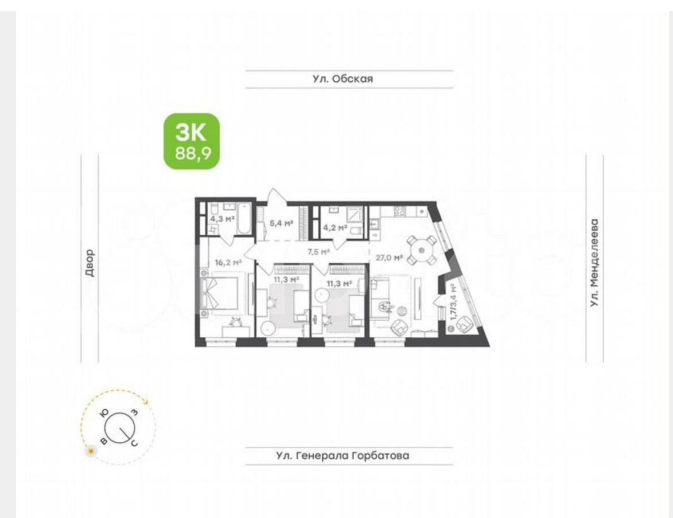 Ул. Обская
3К
88,9
4,3 м²
5,4 м²
4,2 м²
7,5 м²
16,2 м²
27,0 м²
11,3 м²
11,3 м²
1,7/3,4 м²
Двор
Ул. Менделеева
Ю
З
В
С
Ул. Генерала Горбатова